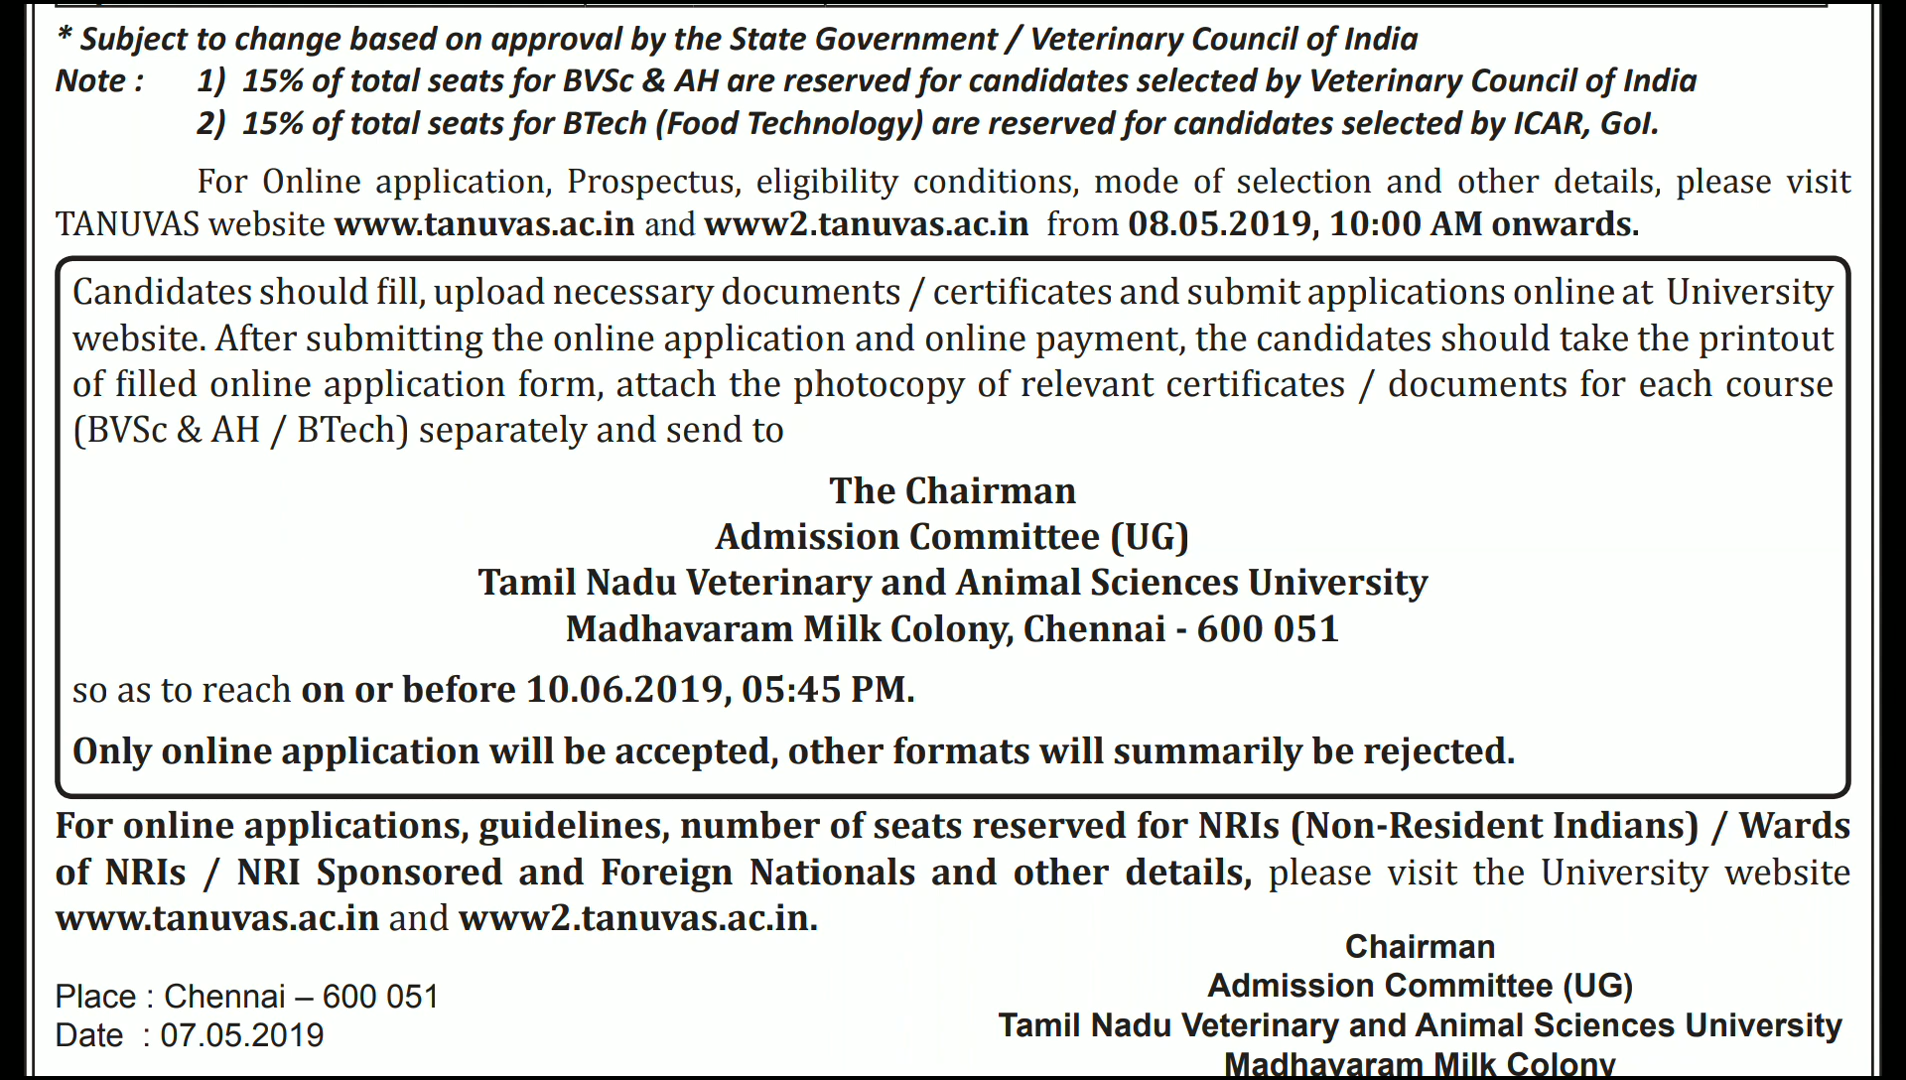 * Subject to change based on approval by the State Government / Veterinary Council of India
Note : 1) 15% of total seats for BVSc & AH are reserved for candidates selected by Veterinary Council of India
2) 15% of total seats for BTech (Food Technology) are reserved for candidates selected by ICAR, GoI.
For Online application, Prospectus, eligibility conditions, mode of selection and other details, please visit
TANUVAS website www.tanuvas.ac.in and www2.tanuvas.ac.in from 08.05.2019, 10:00 AM onwards.
Candidates should fill, upload necessary documents / certificates and submit applications online at University
website. After submitting the online application and online payment, the candidates should take the printout
of filled online application form, attach the photocopy of relevant certificates / documents for each course
(BVSc & AH / BTech) separately and send to
The Chairman
Admission Committee (UG)
Tamil Nadu Veterinary and Animal Sciences University
Madhavaram Milk Colony, Chennai - 600 051
so as to reach on or before 10.06.2019, 05:45 PM.
Only online application will be accepted, other formats will summarily be rejected.
For online applications, guidelines, number of seats reserved for NRIs (Non-Resident Indians) / Wards
of NRIs / NRI Sponsored and Foreign Nationals and other details, please visit the University website
www.tanuvas.ac.in and www2.tanuvas.ac.in.
Place : Chennai – 600 051
Date : 07.05.2019
Chairman
Admission Committee (UG)
Tamil Nadu Veterinary and Animal Sciences University
Madhavaram Milk Colony